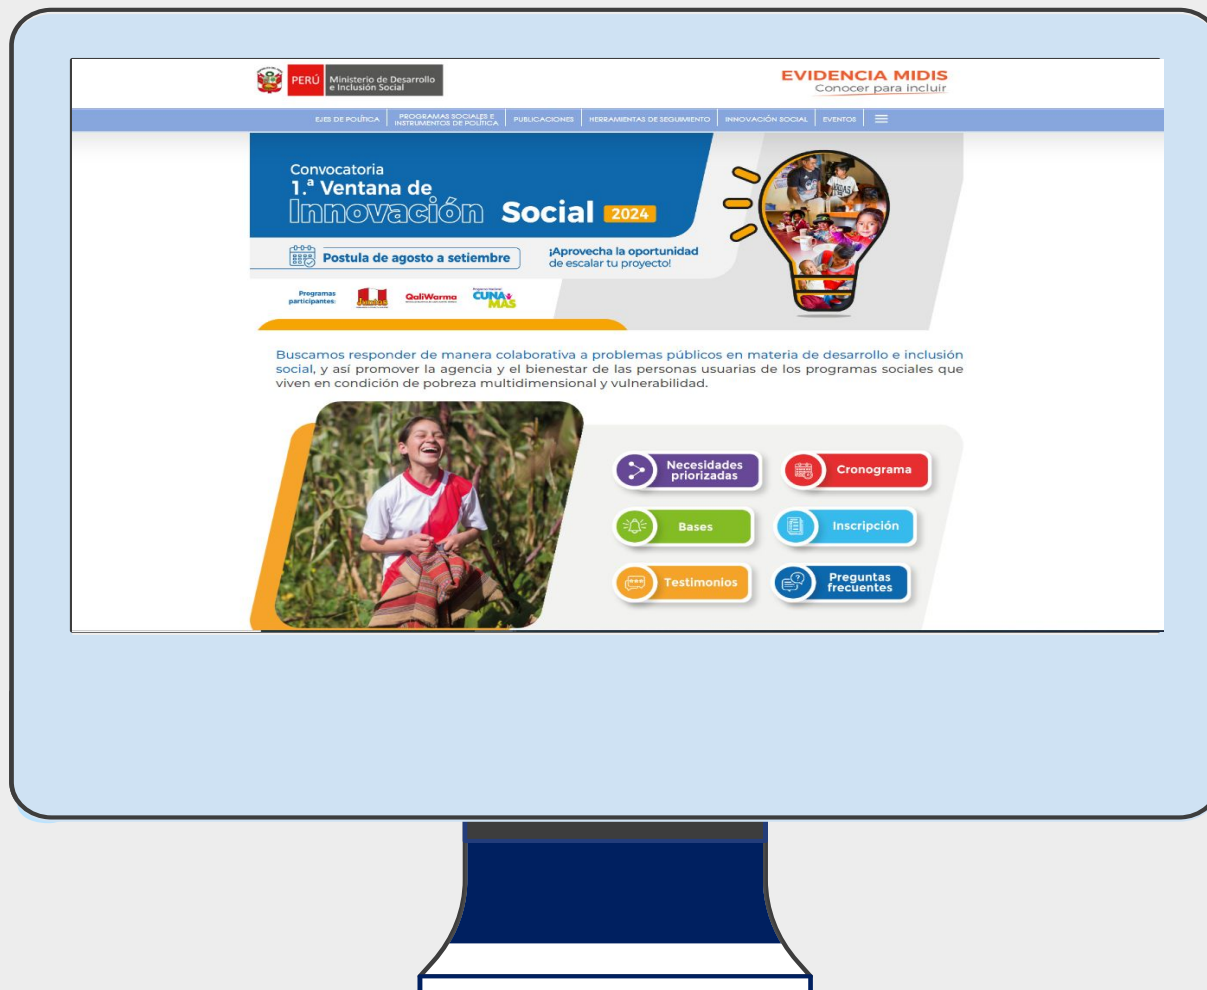 PERÚ
Ministerio de Desarrollo
e Inclusión Social
EVIDENCIA MIDIS
Conocer para incluir
EJES DE POLÍTICA
PROGRAMAS SOCIALES E
INSTRUMENTOS DE POLÍTICA
PUBLICACIONES
HERRAMIENTAS DE SEGUIMIENTO
INNOVACIÓN SOCIAL
EVENTOS
Convocatoria
1.ª Ventana de
Innovación Social 2024
Postula de agosto a setiembre
¡Aprovecha la oportunidad
de escalar tu proyecto!
Programas
participantes:
Juntos
QaliWarma
CUNA
MÁS
Buscamos responder de manera colaborativa a problemas públicos en materia de desarrollo e inclusión
social, y así promover la agencia y el bienestar de las personas usuarias de los programas sociales que
viven en condición de pobreza multidimensional y vulnerabilidad.
Necesidades
priorizadas
Cronograma
Bases
Inscripción
Testimonios
Preguntas
frecuentes